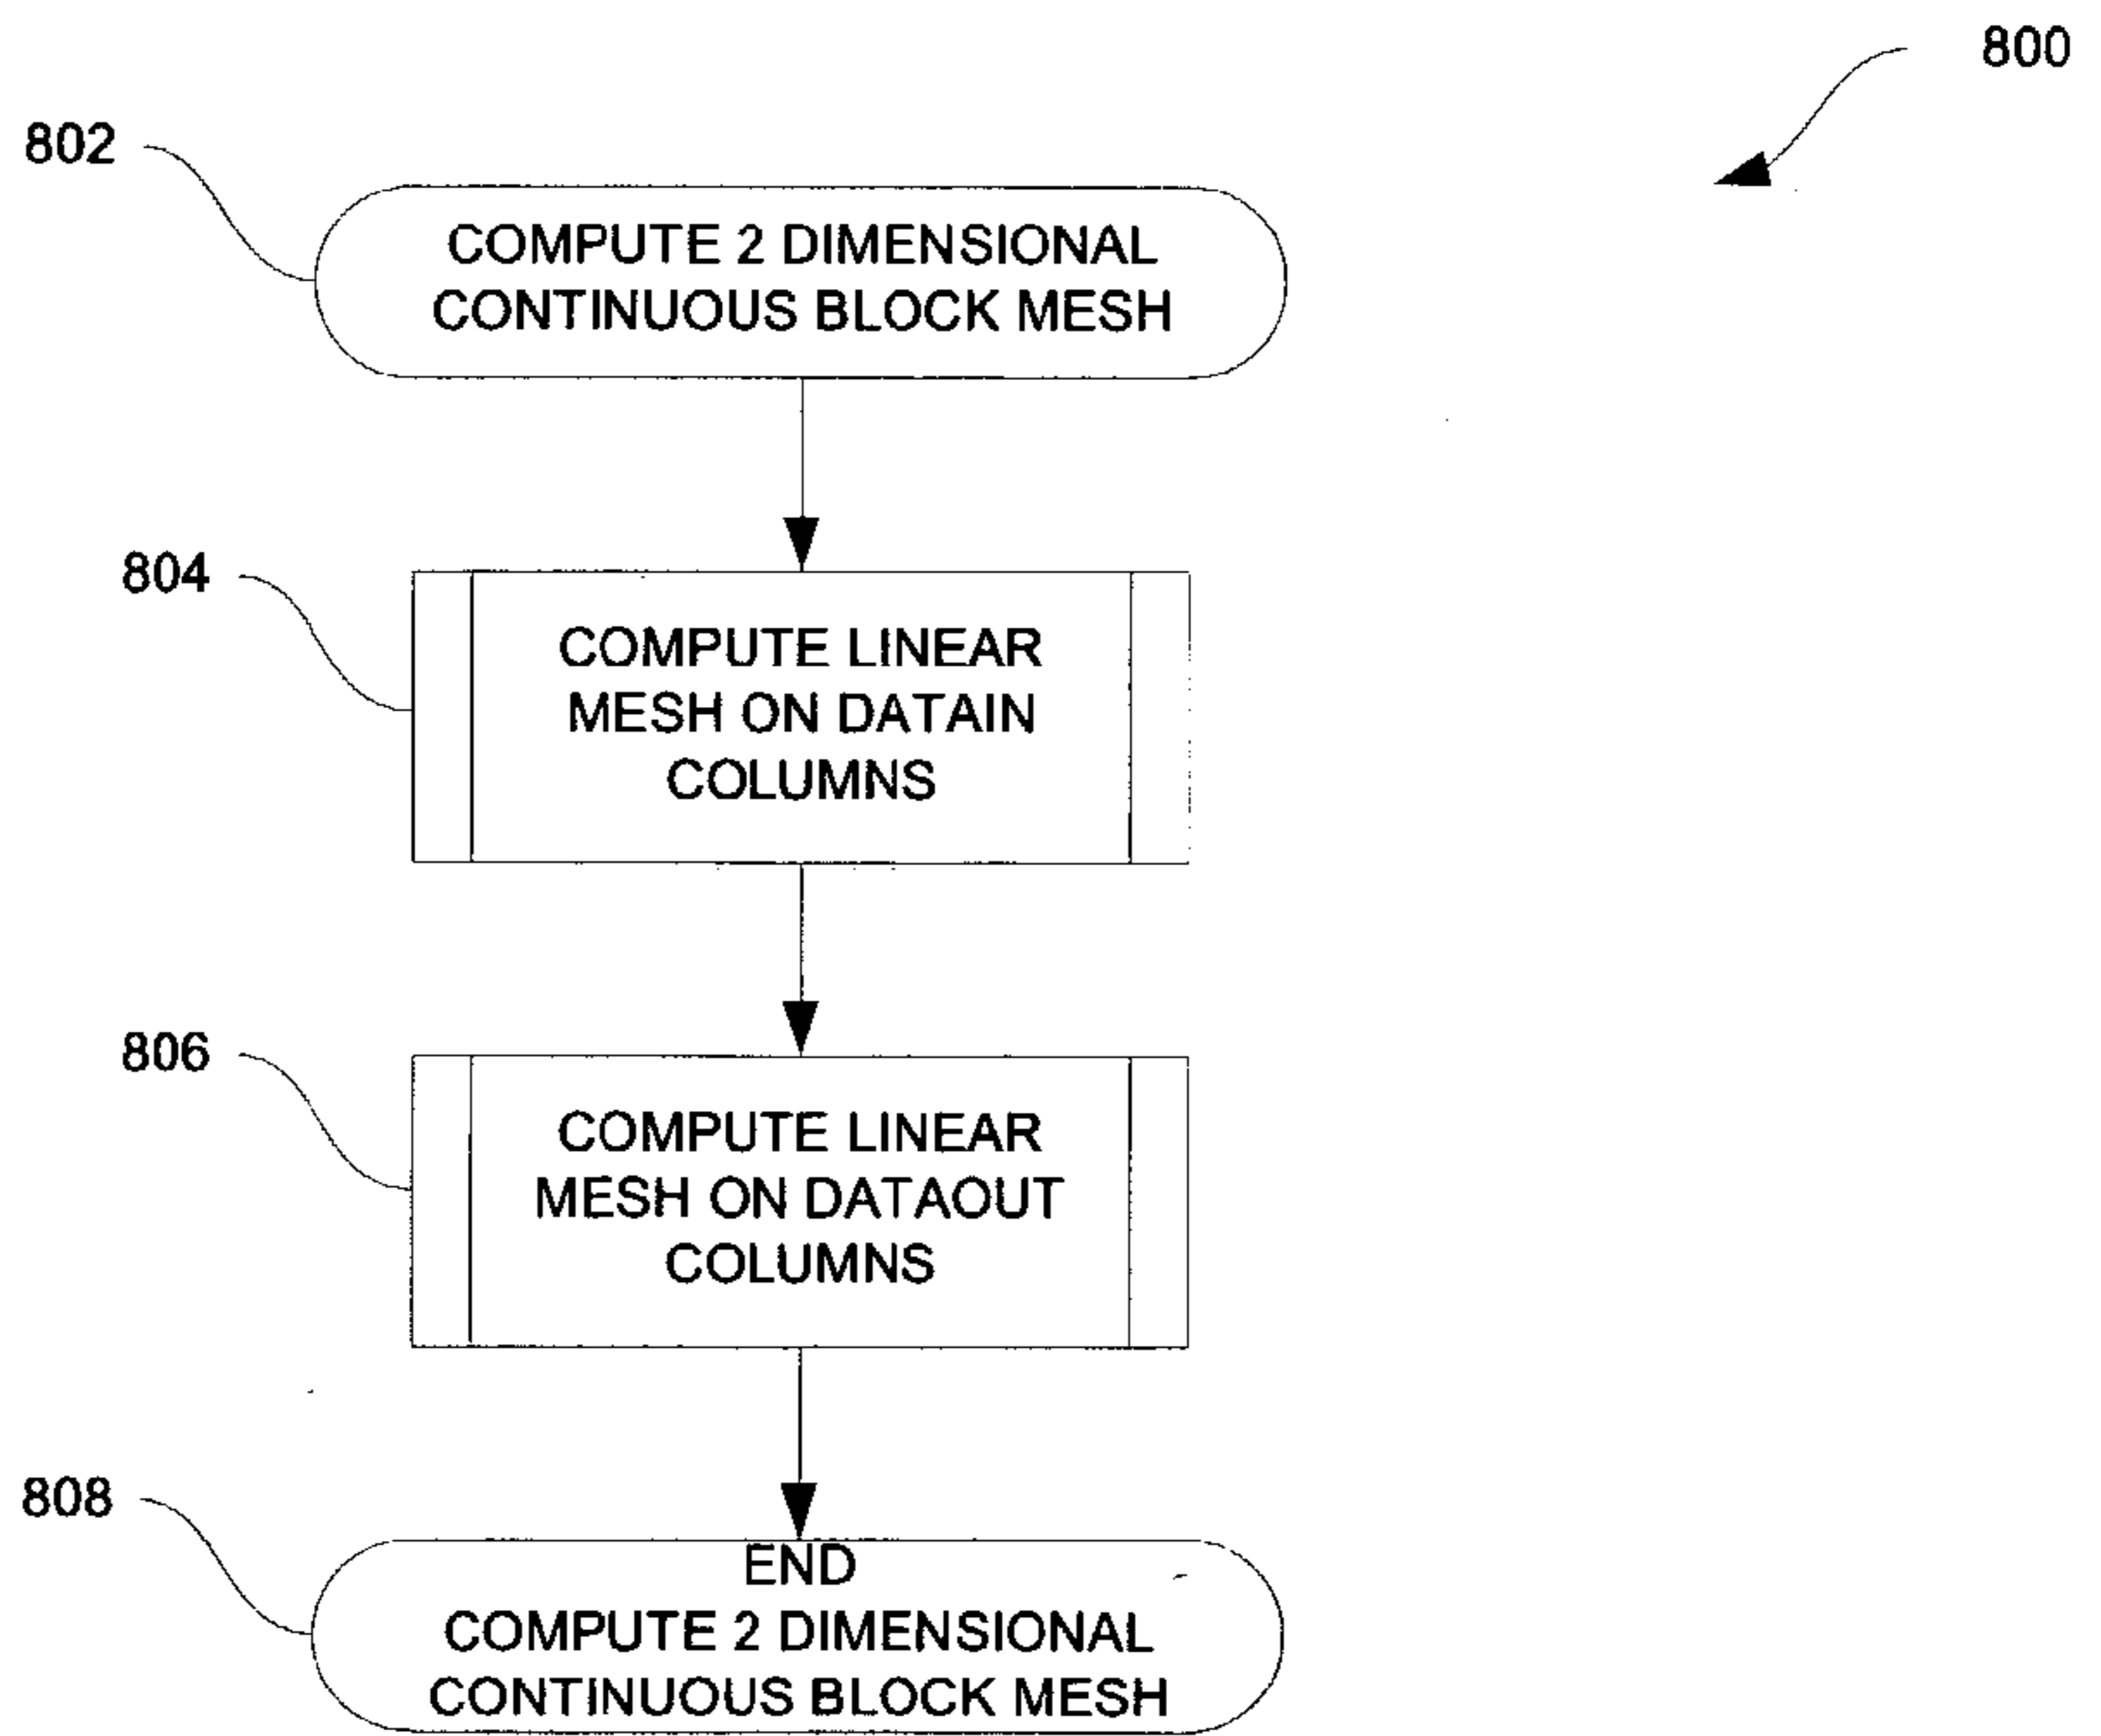 800
802
COMPUTE 2 DIMENSIONAL
CONTINUOUS BLOCK MESH
804
COMPUTE LINEAR
MESH ON DATAIN
COLUMNS
806
COMPUTE LINEAR
MESH ON DATAOUT
COLUMNS
808
END
COMPUTE 2 DIMENSIONAL
CONTINUOUS BLOCK MESH